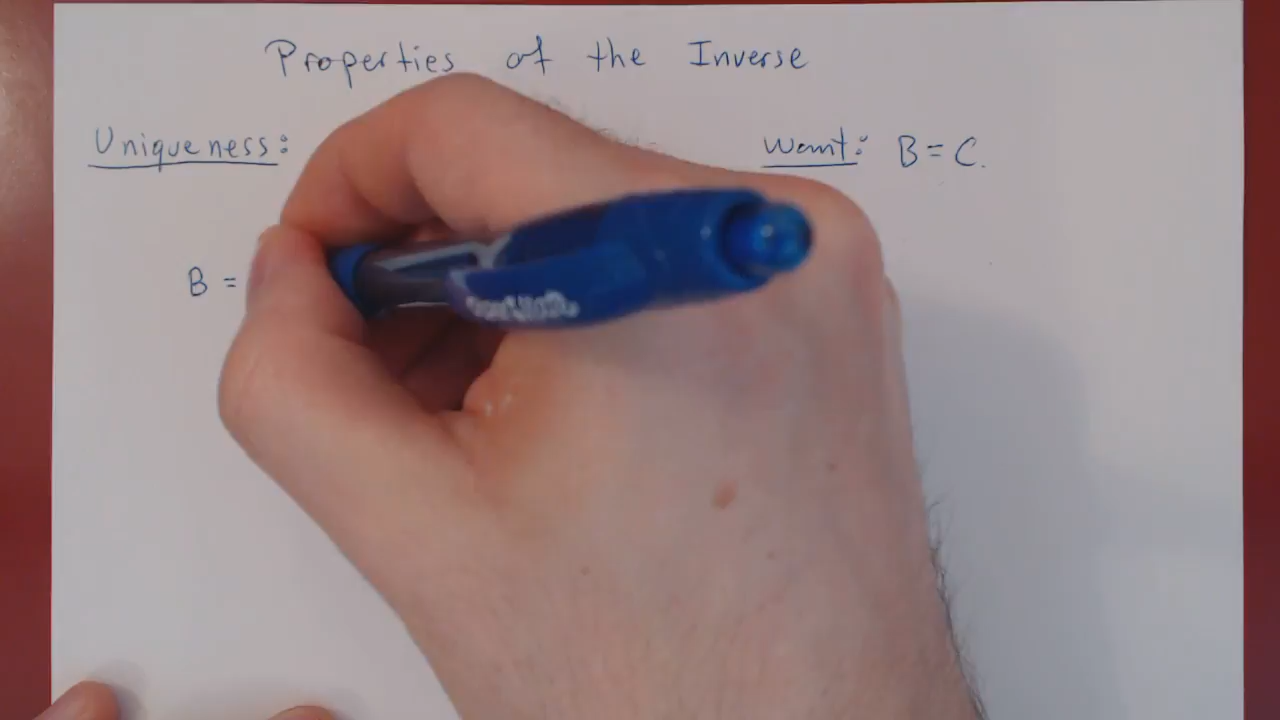 Properties of the Inverse
Uniqueness:
Want: B = C.
B =